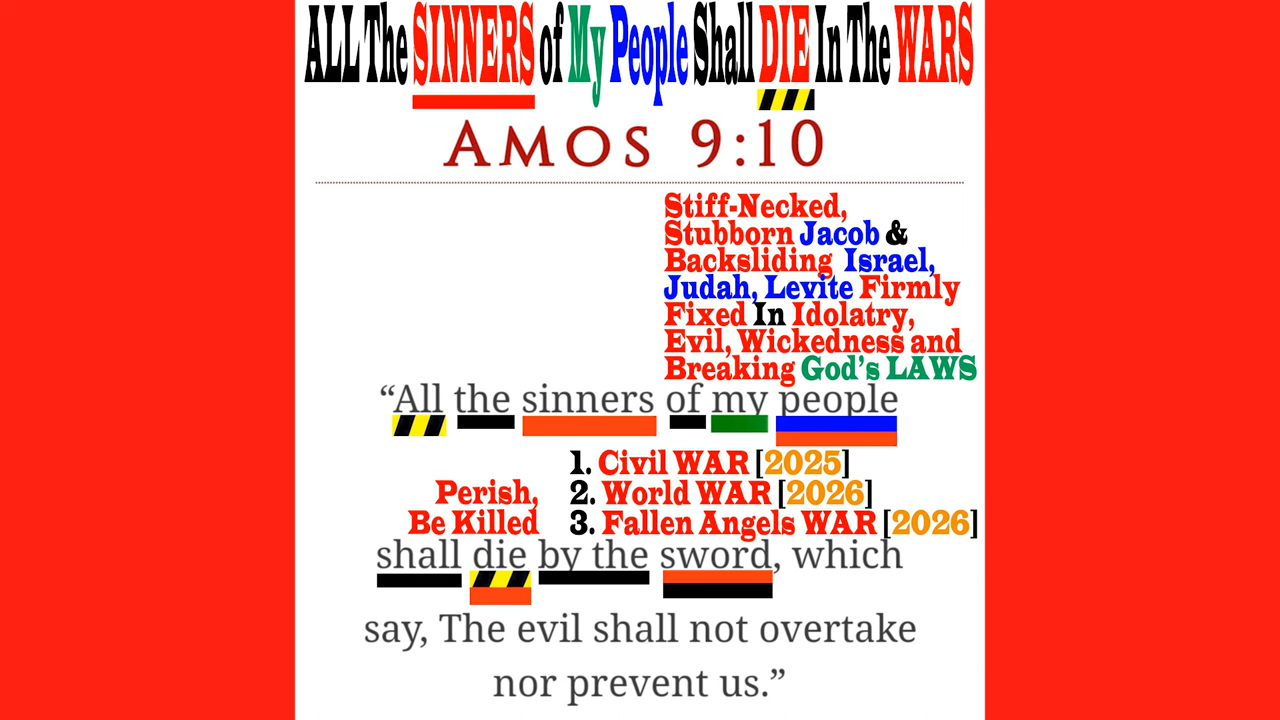 ALL The SINNERS of My People Shall DIE In The WARS
AMOS 9:10
Stiff-Necked,
Stubborn Jacob &
Backsliding Israel,
Judah, Levite Firmly
Fixed In Idolatry,
Evil, Wickedness and
Breaking God's LAWS
“All the sinners of my people
1. Civil WAR [2025]
Perish, 2. World WAR [2026]
Be Killed 3. Fallen Angels WAR [2026]
shall die by the sword, which
say, The evil shall not overtake
nor prevent us.”